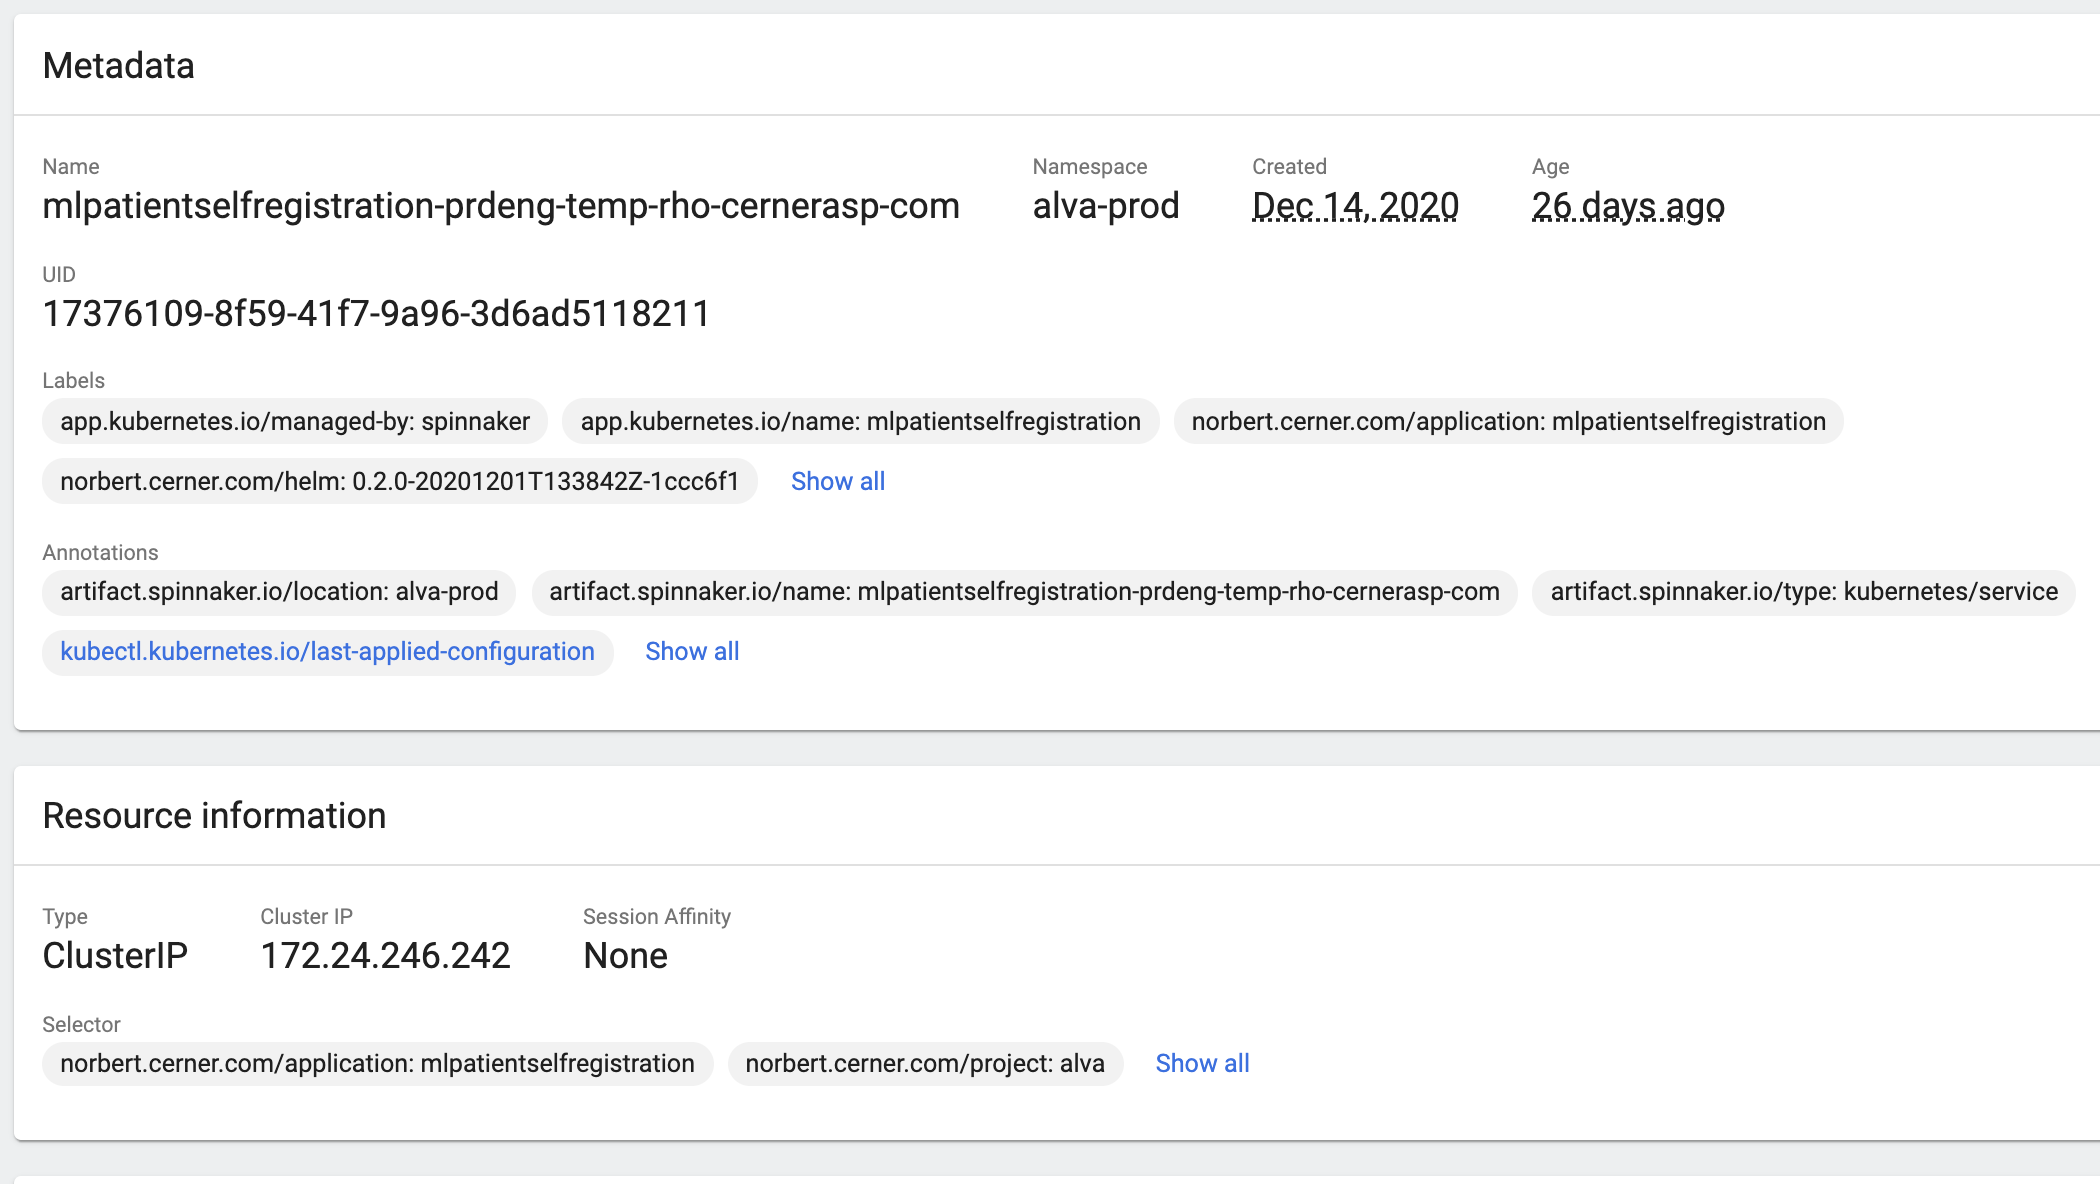 Metadata
Name Namespace Created Age
mlpatientselfregistration-prdeng-temp-rho-cernerasp-com alva-prod Dec 14, 2020 26 days ago
UID
17376109-8f59-41f7-9a96-3d6ad5118211
Labels
app.kubernetes.io/managed-by: spinnaker app.kubernetes.io/name: mlpatientselfregistration norbert.cerner.com/application: mlpatientselfregistration
norbert.cerner.com/helm: 0.2.0-20201201T133842Z-1ccc6f1 Show all
Annotations
artifact.spinnaker.io/location: alva-prod artifact.spinnaker.io/name: mlpatientselfregistration-prdeng-temp-rho-cernerasp-com artifact.spinnaker.io/type: kubernetes/service
kubectl.kubernetes.io/last-applied-configuration Show all
Resource information
Type Cluster IP Session Affinity
ClusterIP 172.24.246.242 None
Selector
norbert.cerner.com/application: mlpatientselfregistration norbert.cerner.com/project: alva Show all